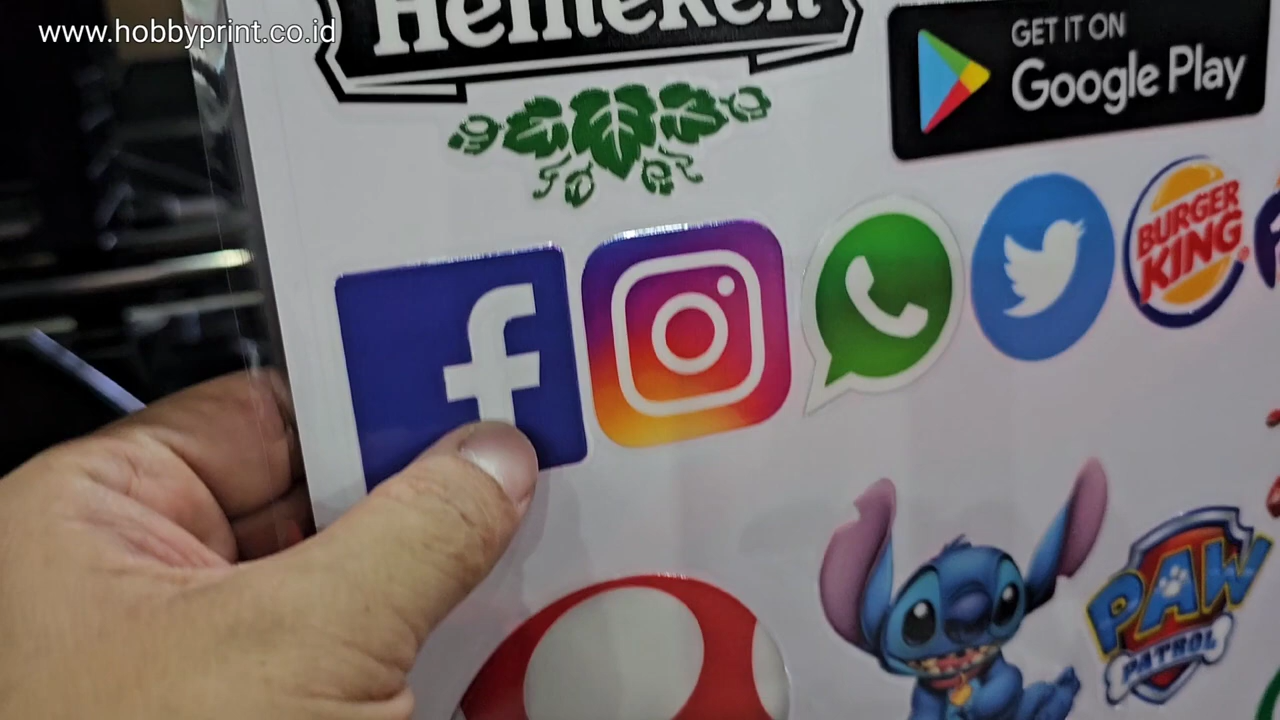 www.hobbyprint.co.id
Heineken
GET IT ON
Google Play
f
BURGER
KING
PAW
PATROL